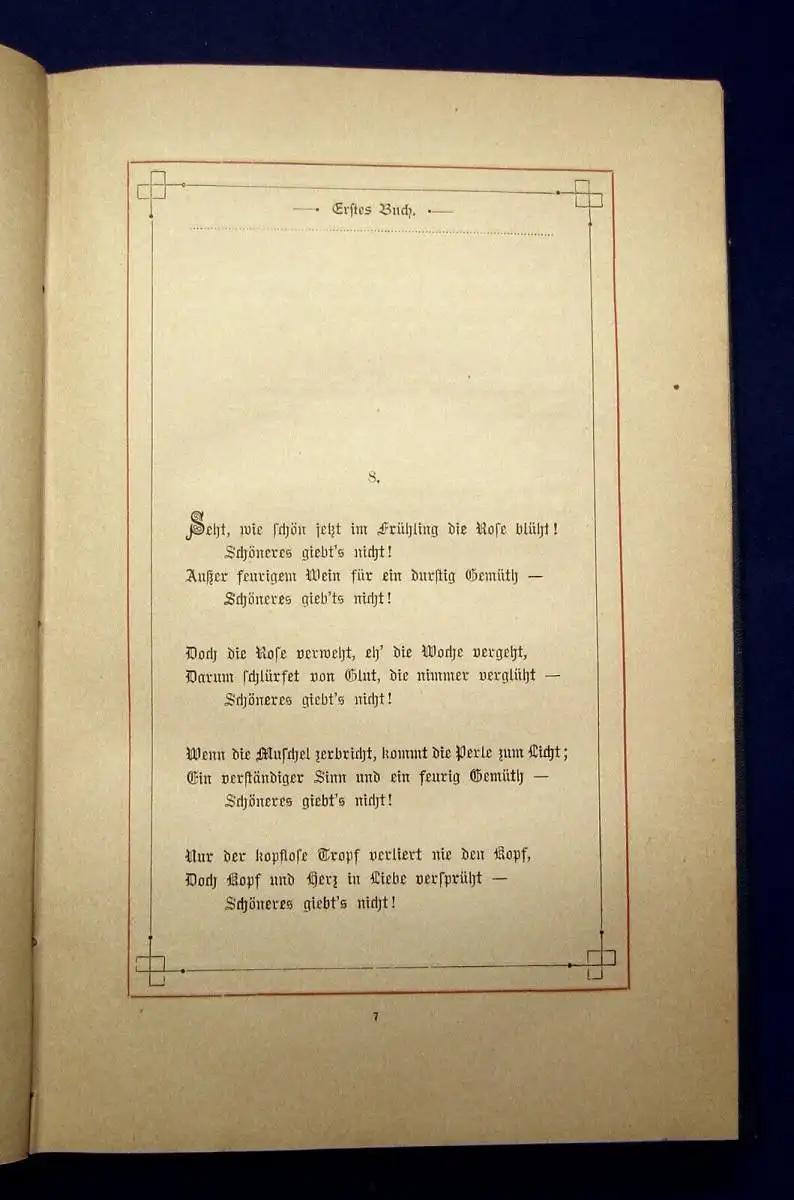 Erstes Buch.
8.
Seht, wie schön jetzt im Frühling die Rose blüht!
Schöneres giebt's nicht!
Außer feurigem Wein für ein durstig Gemüth —
Schöneres gieb'ts nicht!
Doch die Rose verweht, eh' die Woche vergeht,
Darum schlürfet von Glut, die nimmer verglüht —
Schöneres giebt's nicht!
Wenn die Muschel zerbricht, kommt die Perle zum Licht;
Ein verständiger Sinn und ein feurig Gemüth —
Schöneres giebt's nicht!
Nur der kopflose Tropf verliert nie den Kopf,
Doch Kopf und Herz in Liebe versprüht —
Schöneres giebt's nicht!
7